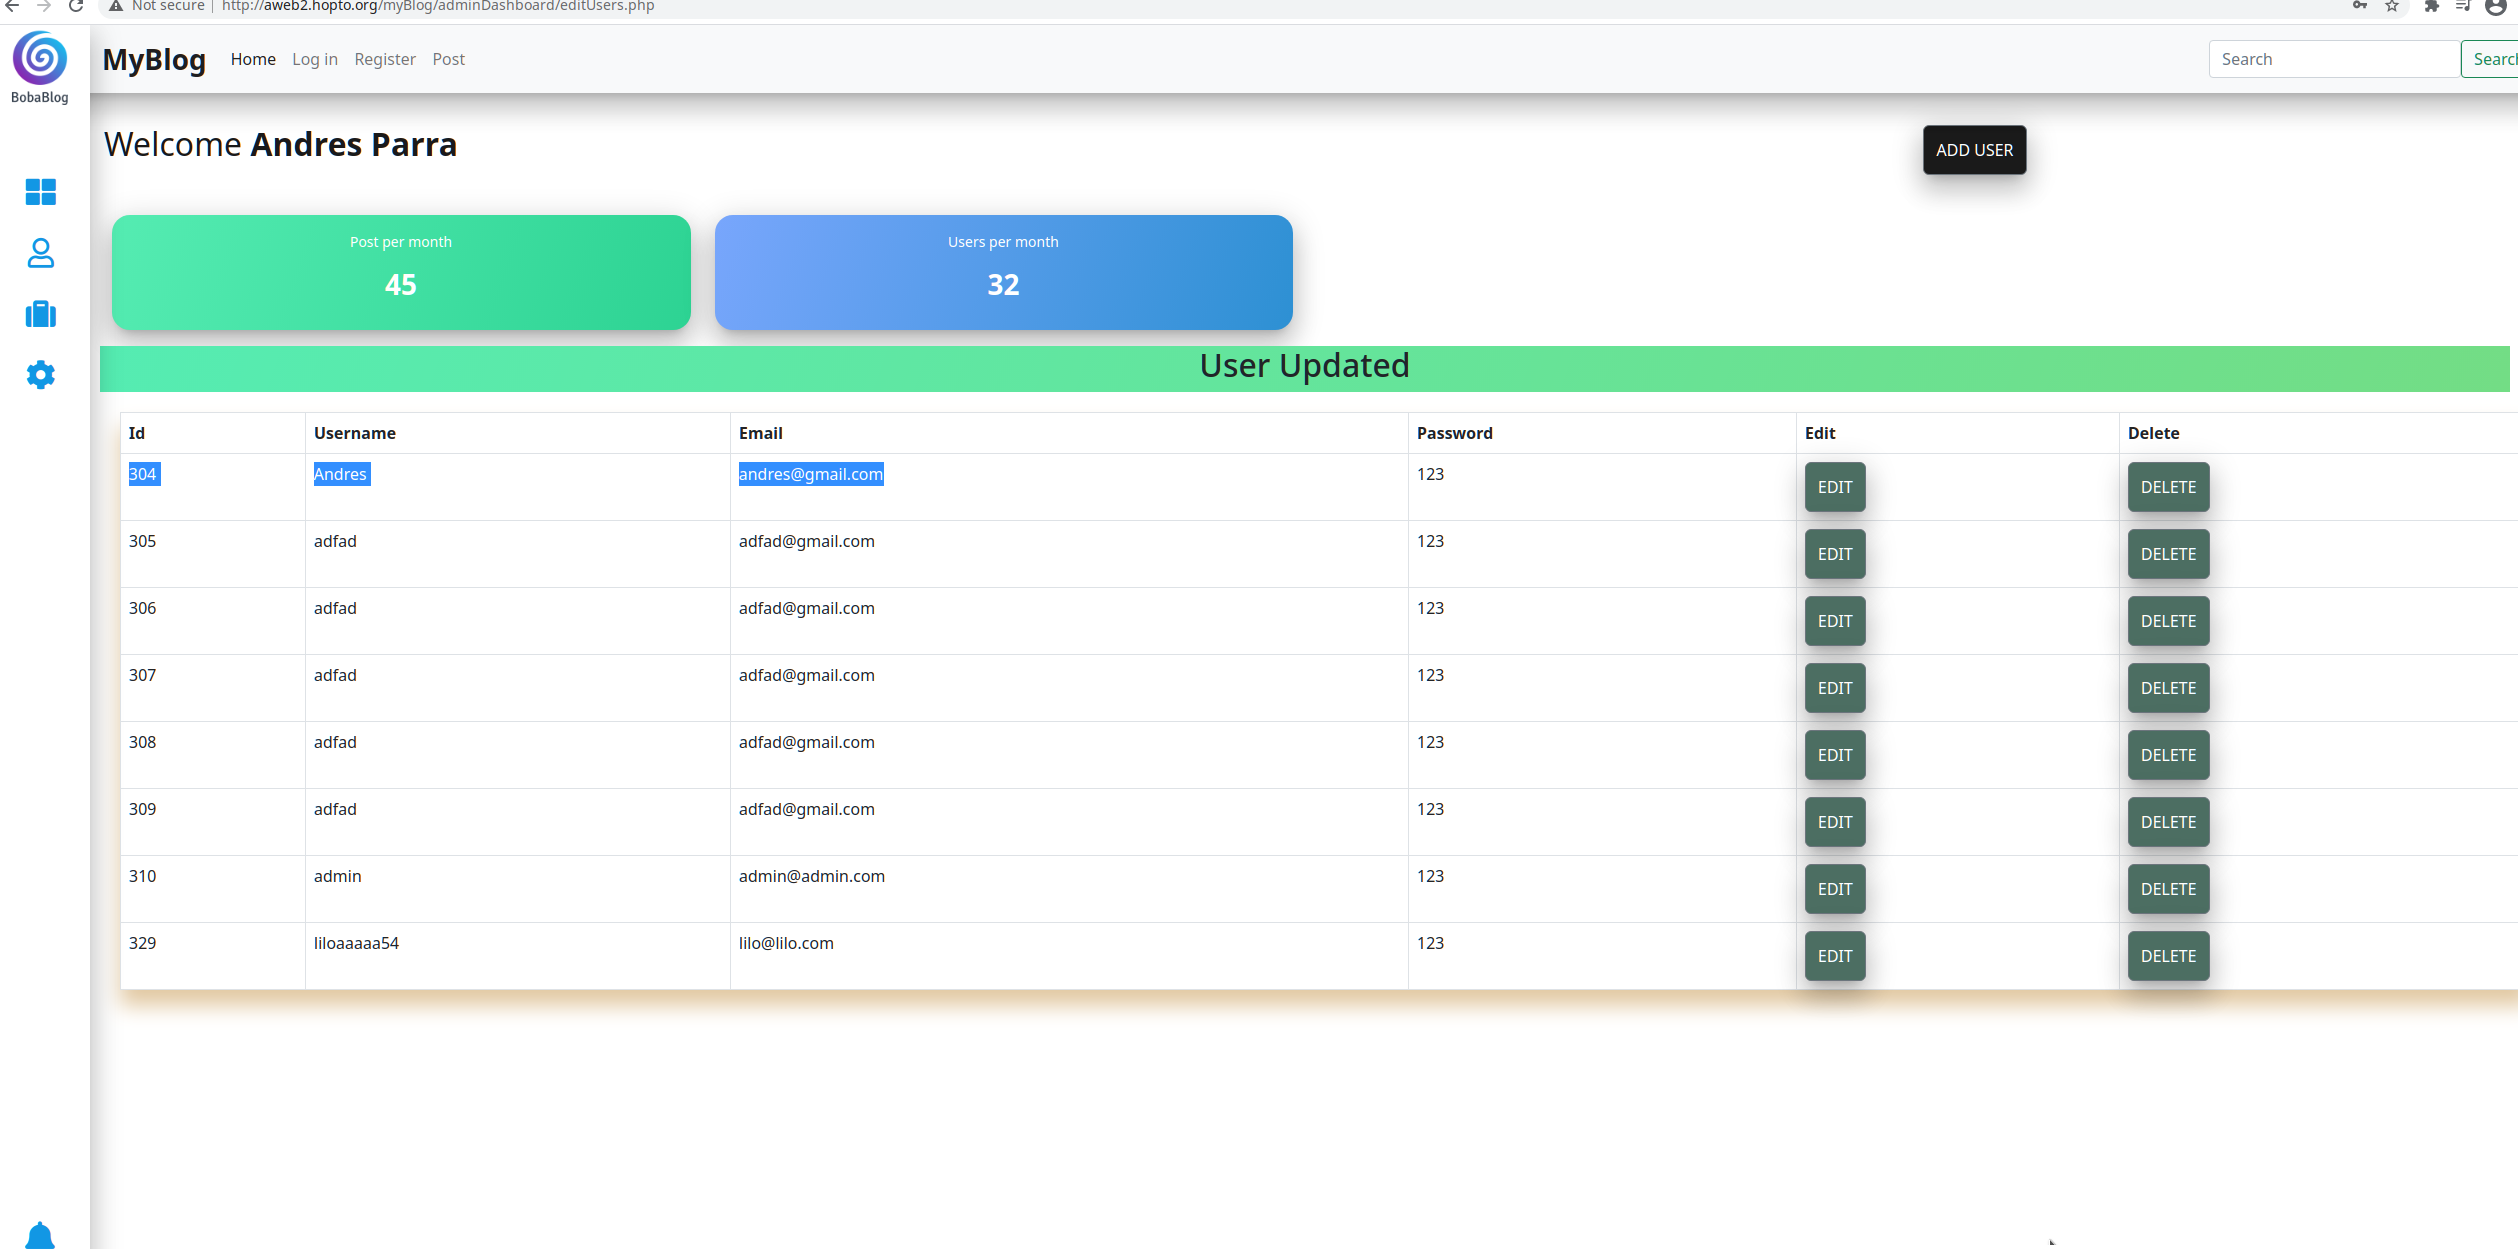 Not secure | http://aweb2.hopto.org/myBlog/adminDashboard/editUsers.php
BobaBlog
MyBlog Home Log in Register Post Search Search
Welcome Andres Parra ADD USER
Post per month Users per month
45 32
User Updated
Id Username Email Password Edit Delete
304 Andres andres@gmail.com 123 EDIT DELETE
305 adfad adfad@gmail.com 123 EDIT DELETE
306 adfad adfad@gmail.com 123 EDIT DELETE
307 adfad adfad@gmail.com 123 EDIT DELETE
308 adfad adfad@gmail.com 123 EDIT DELETE
309 adfad adfad@gmail.com 123 EDIT DELETE
310 admin admin@admin.com 123 EDIT DELETE
329 liloaaaaa54 lilo@lilo.com 123 EDIT DELETE